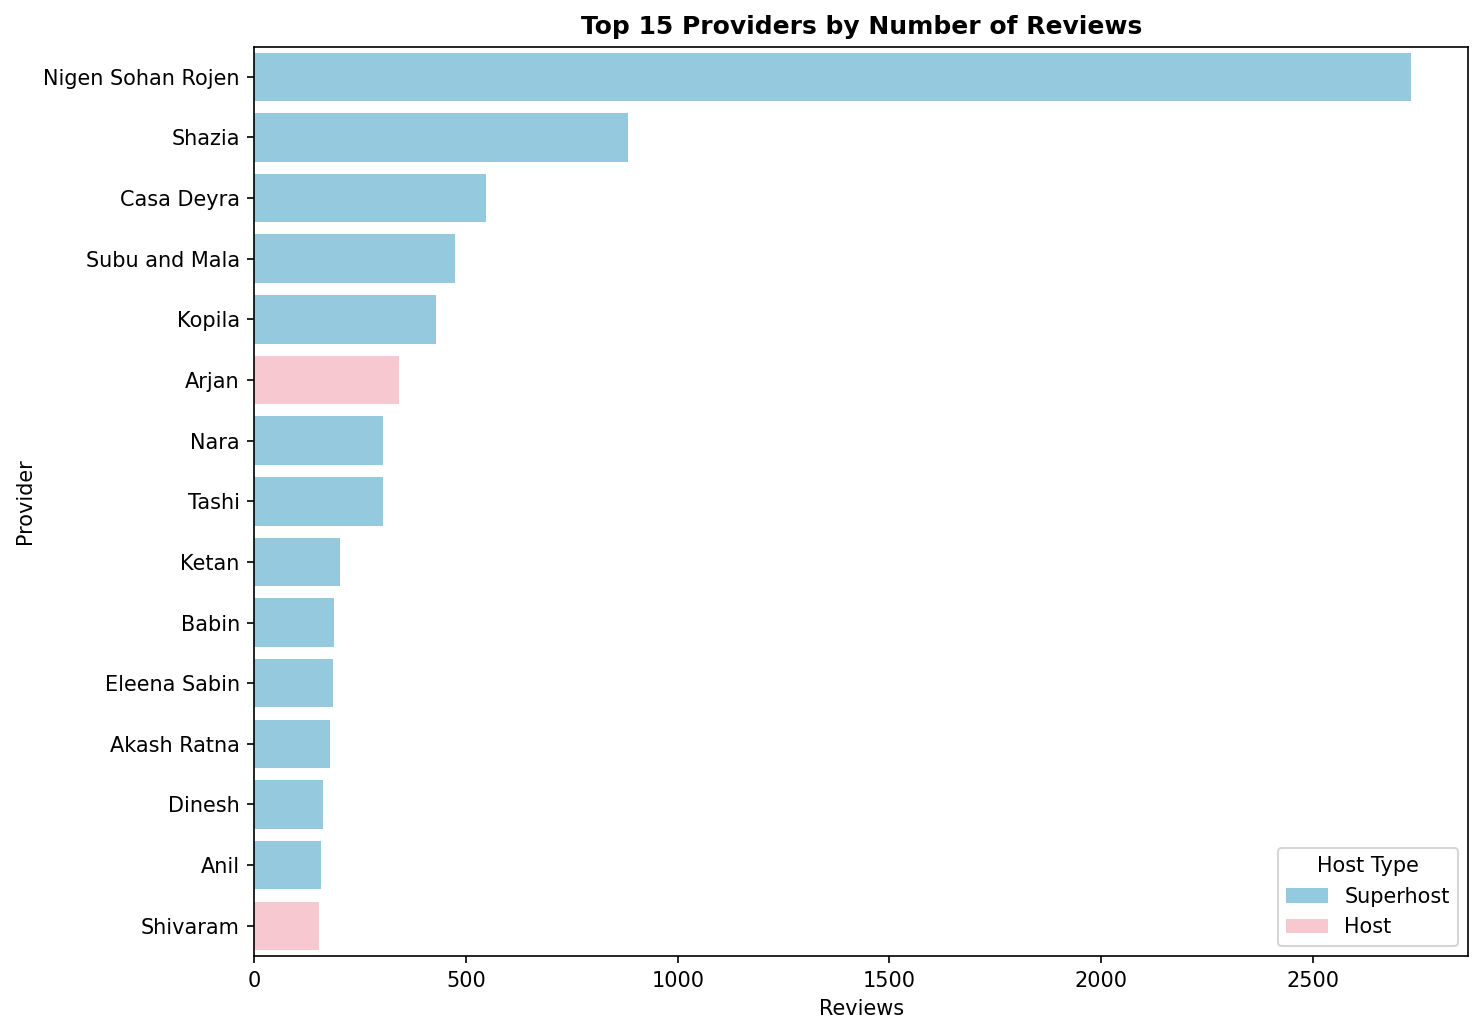 Top 15 Providers by Number of Reviews
Nigen Sohan Rojen
Shazia
Casa Deyra
Subu and Mala
Kopila
Arjan
Nara
Tashi
Ketan
Babin
Eleena Sabin
Akash Ratna
Dinesh
Anil
Shivaram
Provider
0 500 1000 1500 2000 2500
Reviews
Host Type
Superhost
Host